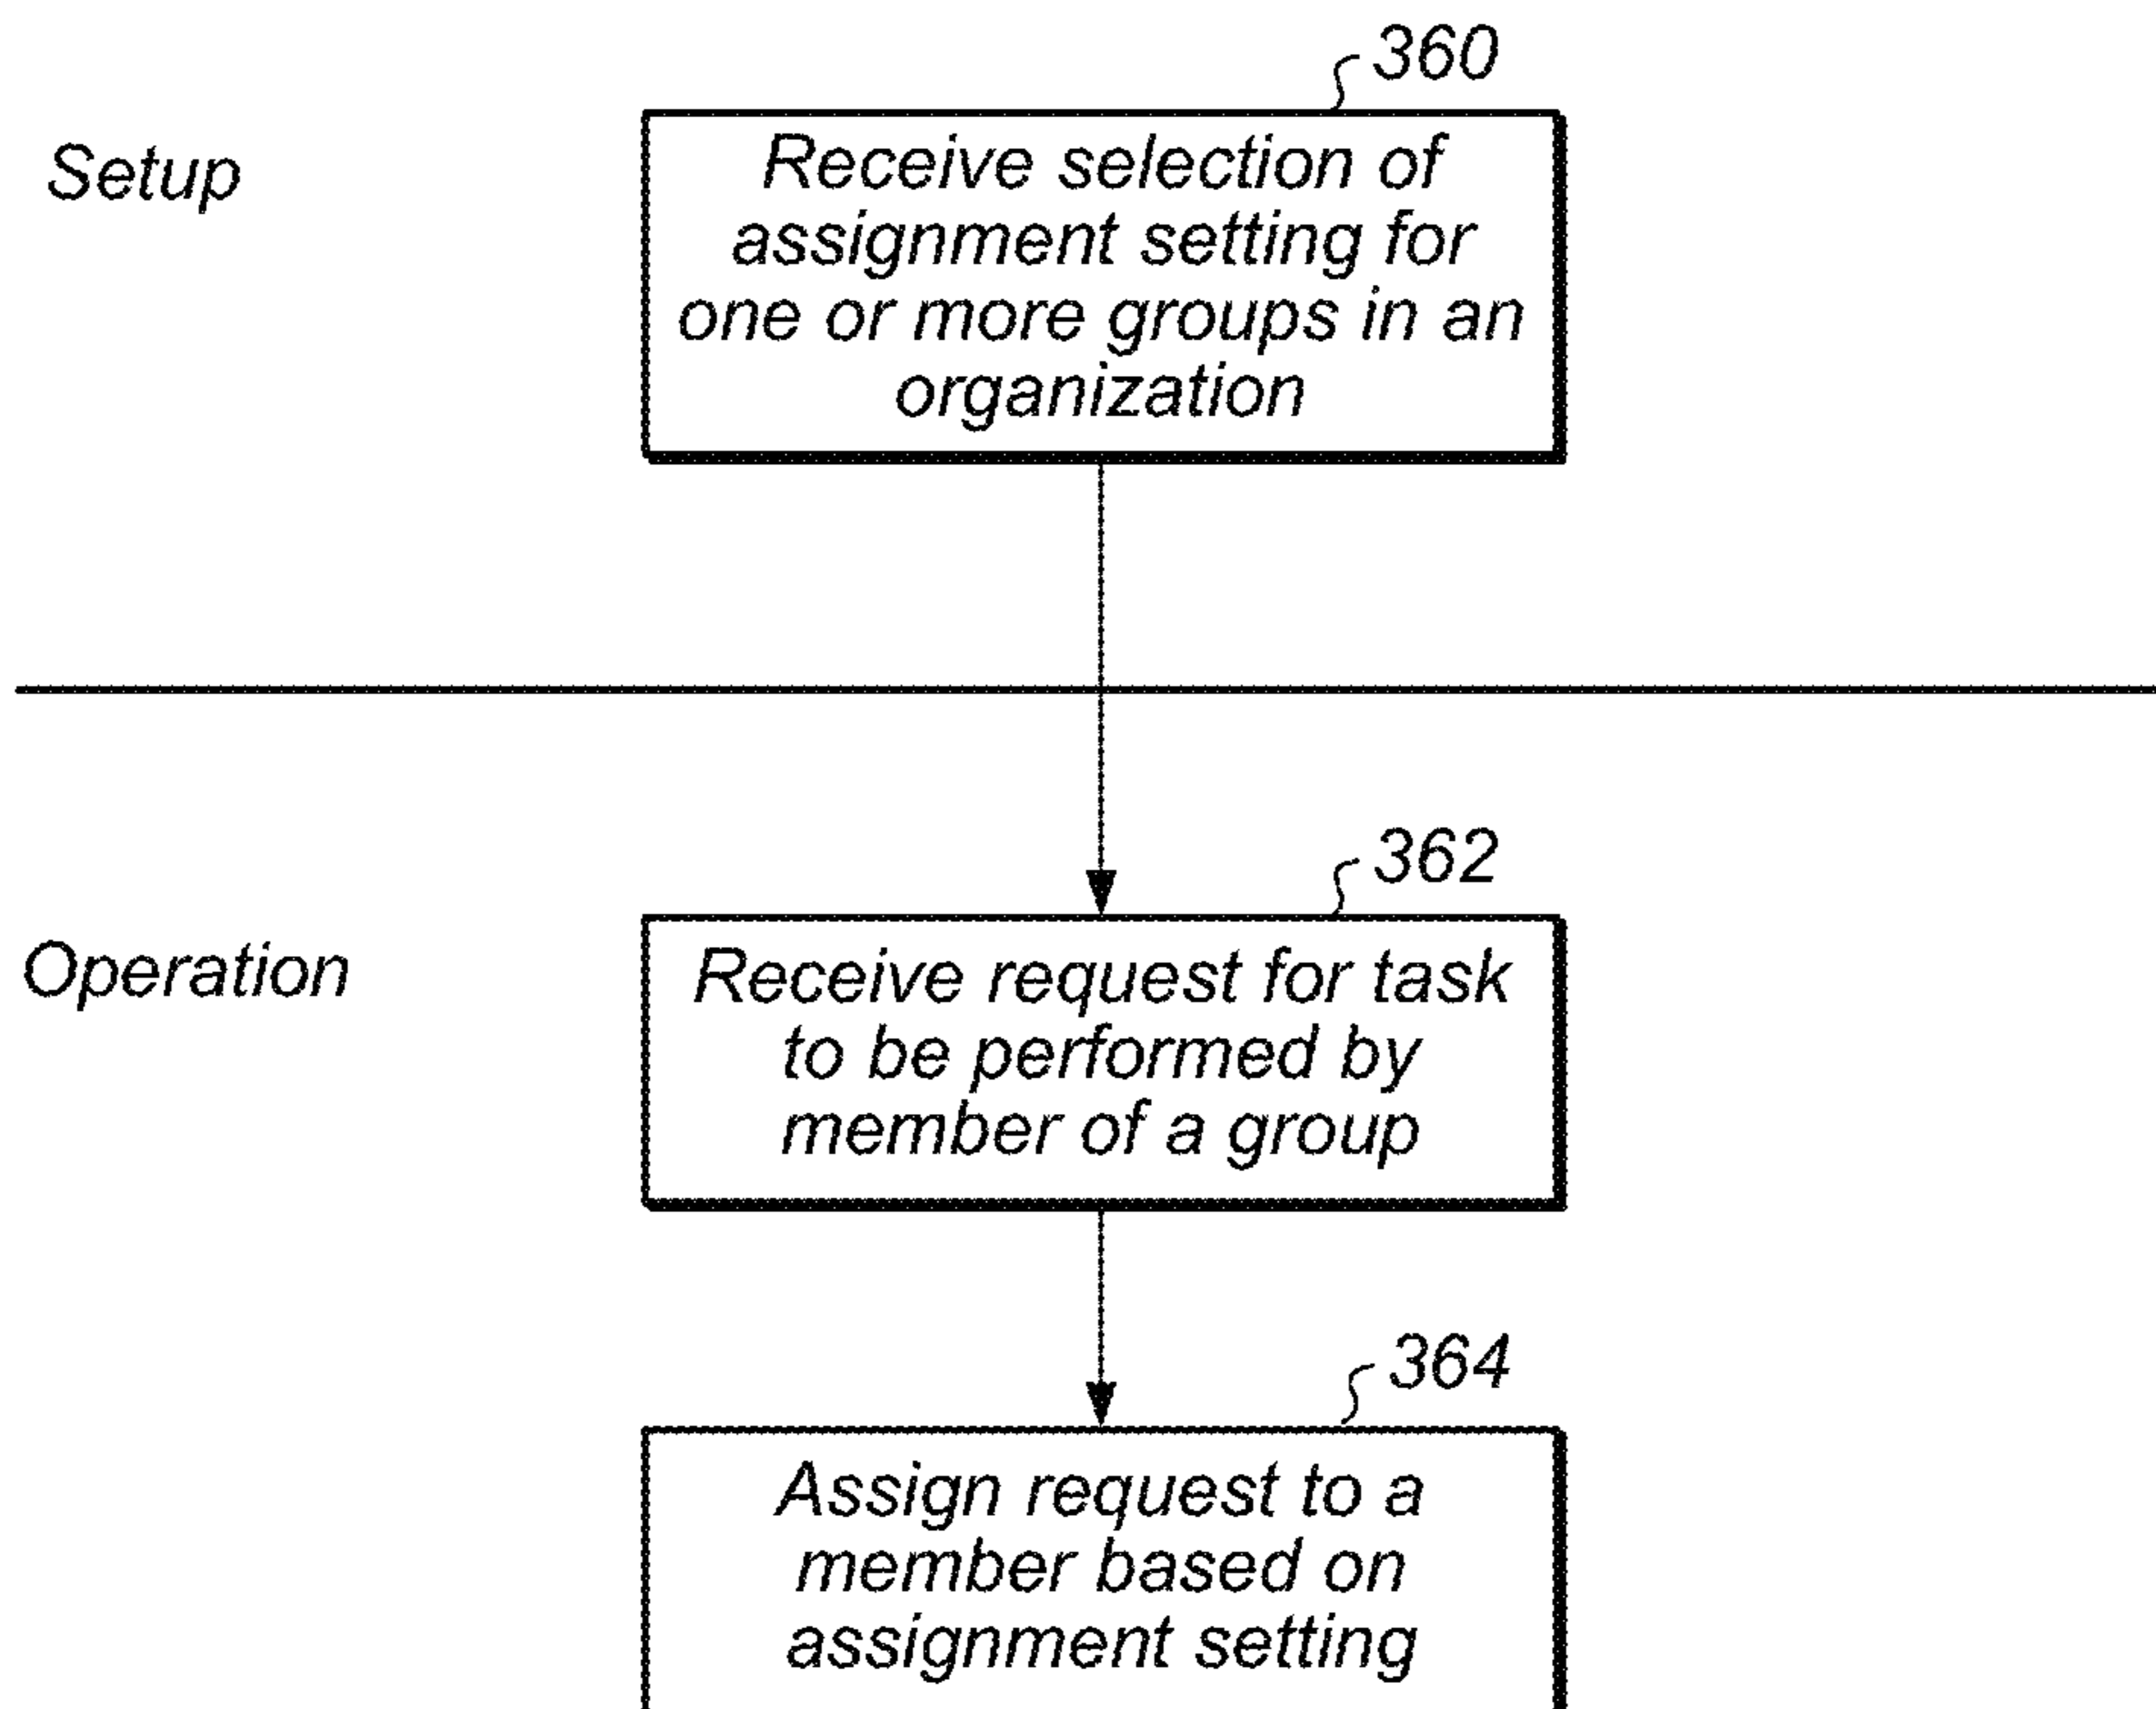 360
Setup
Receive selection of
assignment setting for
one or more groups in an
organization
362
Operation
Receive request for task
to be performed by
member of a group
364
Assign request to a
member based on
assignment setting